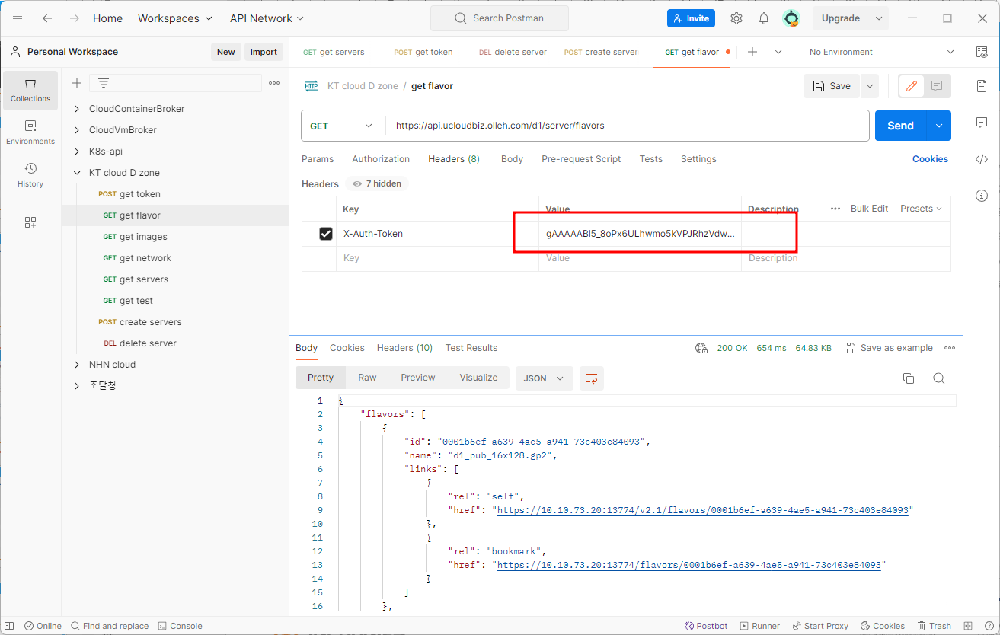 Home Workspaces API Network Search Postman Invite Upgrade
Personal Workspace New Import GET get servers POST get token DEL delete server POST create server GET get flavor No Environment
Collections
Environments
History
CloudContainerBroker
CloudVmBroker
K8s-api
KT cloud D zone
POST get token
GET get flavor
GET get images
GET get network
GET get servers
GET get test
POST create servers
DEL delete server
NHN cloud
조달청
HTTP KT cloud D zone / get flavor Save
GET https://api.ucloudbiz.olleh.com/d1/server/flavors Send
Params Authorization Headers (8) Body Pre-request Script Tests Settings Cookies
Headers 7 hidden
Key Value Description Bulk Edit Presets
X-Auth-Token gAAAAABl5_8oPx6ULhwmo5kVPJRhzVdw...
Key Value Description
Body Cookies Headers (10) Test Results 200 OK 654 ms 64.83 KB Save as example
Pretty Raw Preview Visualize JSON
1 {
2 "flavors": [
3 {
4 "id": "0001b6ef-a639-4ae5-a941-73c403e84093",
5 "name": "d1_pub_16x128.gp2",
6 "links": [
7 {
8 "rel": "self",
9 "href": "https://10.10.73.20:13774/v2.1/flavors/0001b6ef-a639-4ae5-a941-73c403e84093"
10 },
11 {
12 "rel": "bookmark",
13 "href": "https://10.10.73.20:13774/flavors/0001b6ef-a639-4ae5-a941-73c403e84093"
14 }
15 ]
16 },
Online Find and replace Console Postbot Runner Start Proxy Cookies Trash